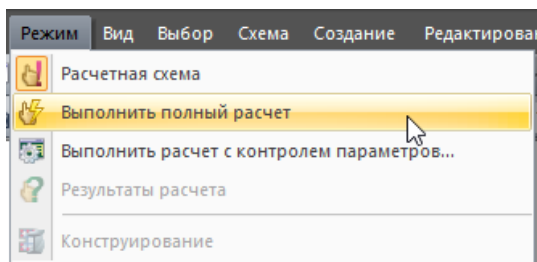 Режим Вид Выбор Схема Создание
Расчетная схема
Выполнить полный расчет
Выполнить расчет с контролем параметров...
Результаты расчета
Конструирование